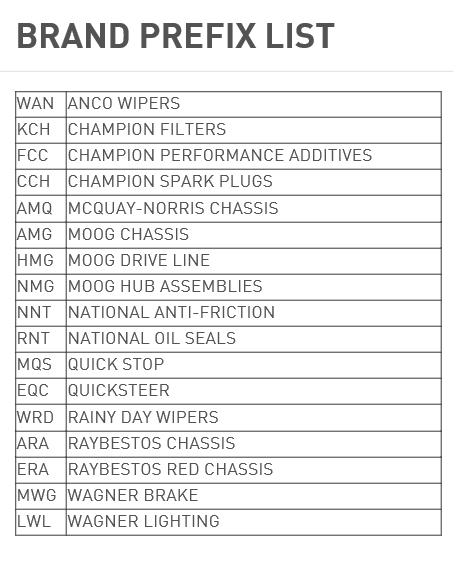 BRAND PREFIX LIST
WAN ANCO WIPERS
KCH CHAMPION FILTERS
FCC CHAMPION PERFORMANCE ADDITIVES
CCH CHAMPION SPARK PLUGS
AMQ MCQUAY-NORRIS CHASSIS
AMG MOOG CHASSIS
HMG MOOG DRIVE LINE
NMG MOOG HUB ASSEMBLIES
NNT NATIONAL ANTI-FRICTION
RNT NATIONAL OIL SEALS
MQS QUICK STOP
EQC QUICKSTEER
WRD RAINY DAY WIPERS
ARA RAYBESTOS CHASSIS
ERA RAYBESTOS RED CHASSIS
MWG WAGNER BRAKE
LWL WAGNER LIGHTING